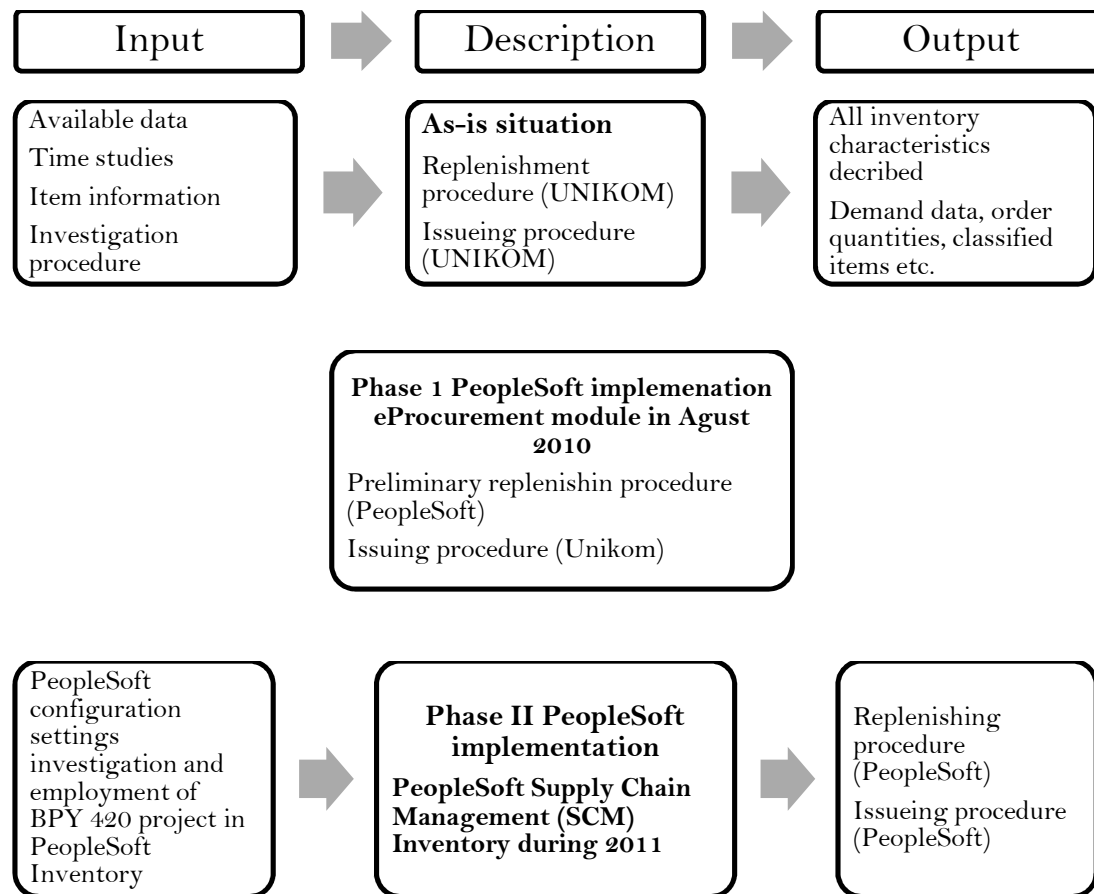 Input
Description
Output
Available data
Time studies
Item information
Investigation
procedure
As-is situation
Replenishment
procedure (UNIKOM)
Issueing procedure
(UNIKOM)
All inventory
characteristics
decribed
Demand data, order
quantities, classified
items etc.
Phase 1 PeopleSoft implemenation
eProcurement module in Agust
2010
Preliminary replenishin procedure
(PeopleSoft)
Issuing procedure (Unikom)
PeopleSoft
configuration
settings
investigation and
employment of
BPY 420 project in
PeopleSoft
Inventory
Phase II PeopleSoft
implementation
PeopleSoft Supply Chain
Management (SCM)
Inventory during 2011
Replenishing
procedure
(PeopleSoft)
Issueing procedure
(PeopleSoft)